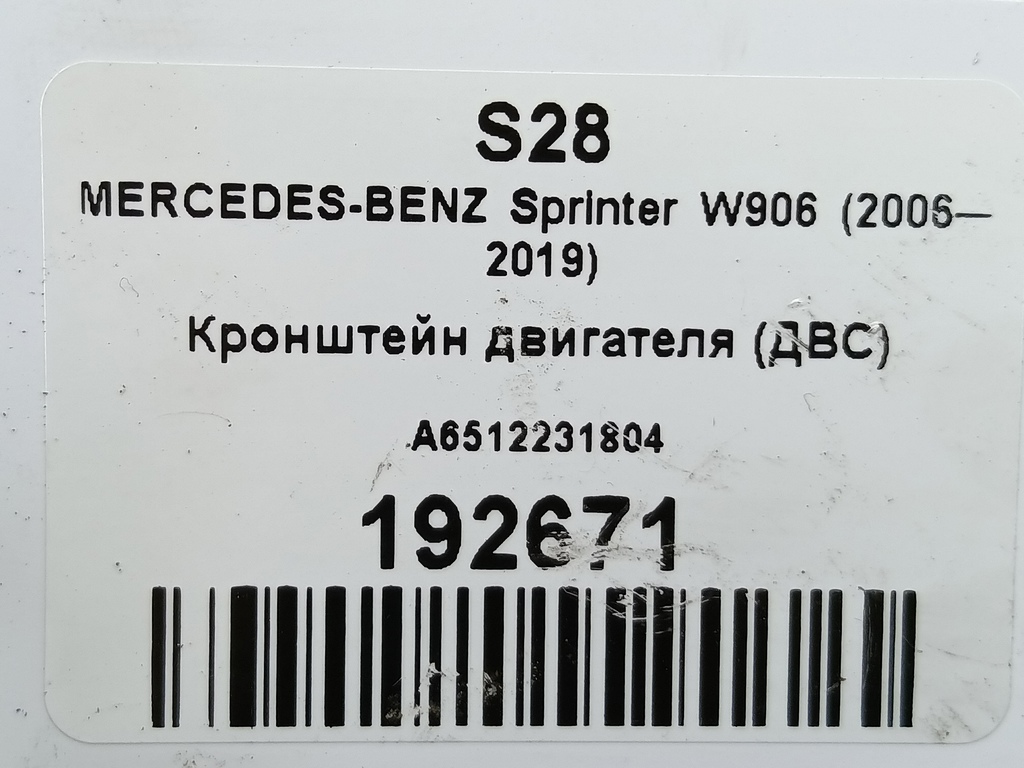 S28
MERCEDES-BENZ Sprinter W906 (2006—
2019)
Кронштейн двигателя (ДВС)
A6512231804
192671